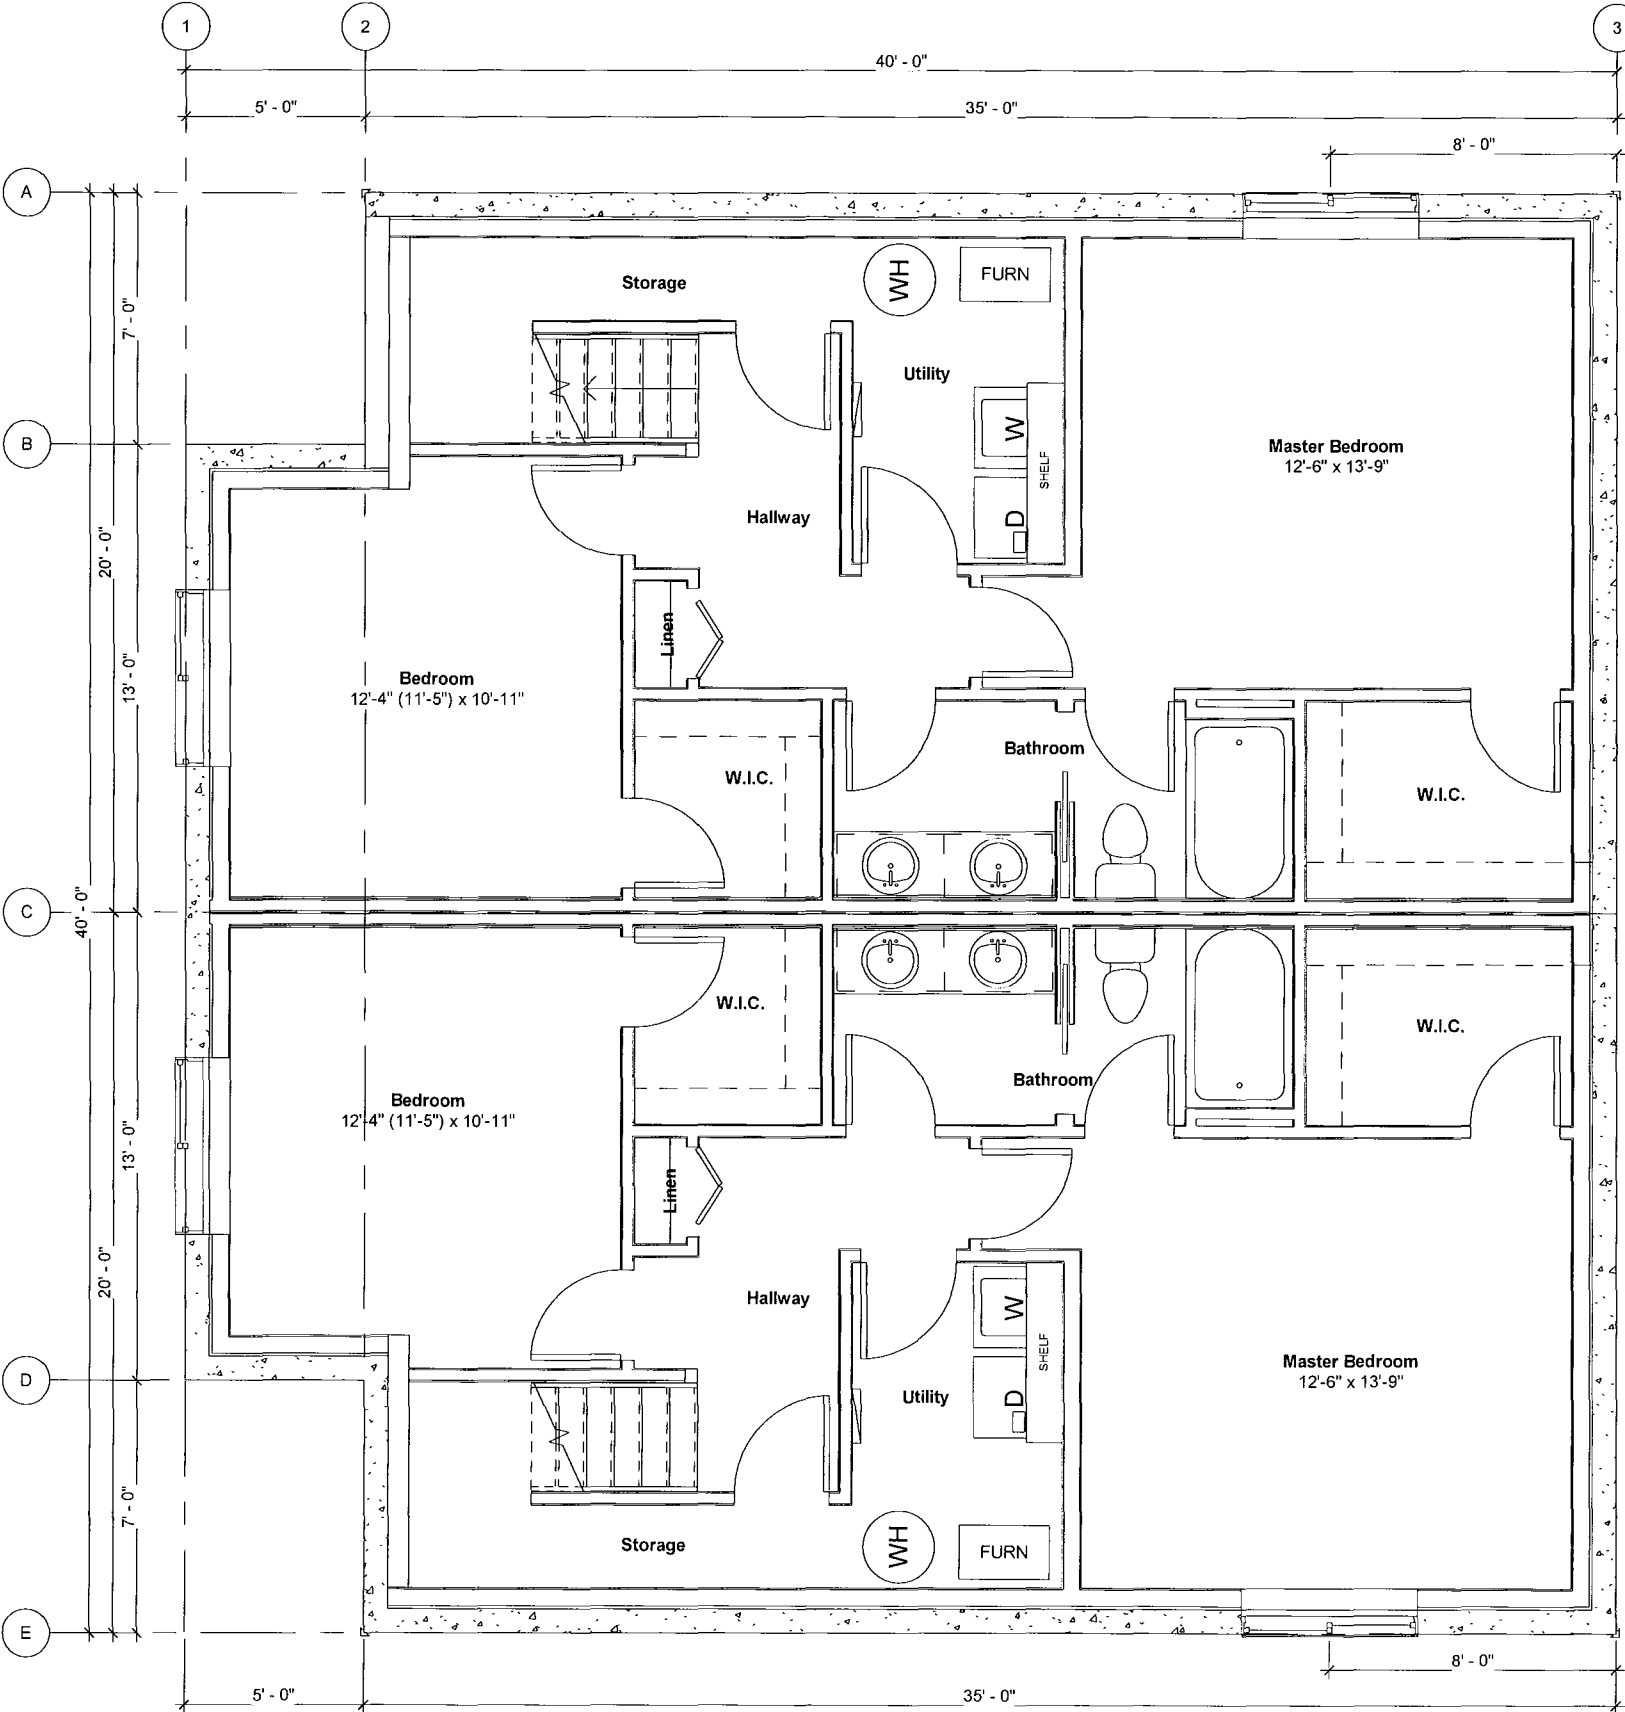 1
2
3
40' - 0"
5' - 0"
35' - 0"
8' - 0"
A
Storage
WH
FURN
7' - 0"
Utility
B
W
Master Bedroom
12'-6" x 13'-9"
SHELF
Hallway
D
20' - 0"
Linen
13' - 0"
Bedroom
12'-4" (11'-5") x 10'-11"
Bathroom
W.I.C.
W.I.C.
C
40' - 0"
W.I.C.
W.I.C.
Bathroom
Bedroom
12'-4" (11'-5") x 10'-11"
13' - 0"
Linen
20' - 0"
Hallway
W
SHELF
Master Bedroom
12'-6" x 13'-9"
D
Utility
D
7' - 0"
Storage
WH
FURN
E
8' - 0"
5' - 0"
35' - 0"